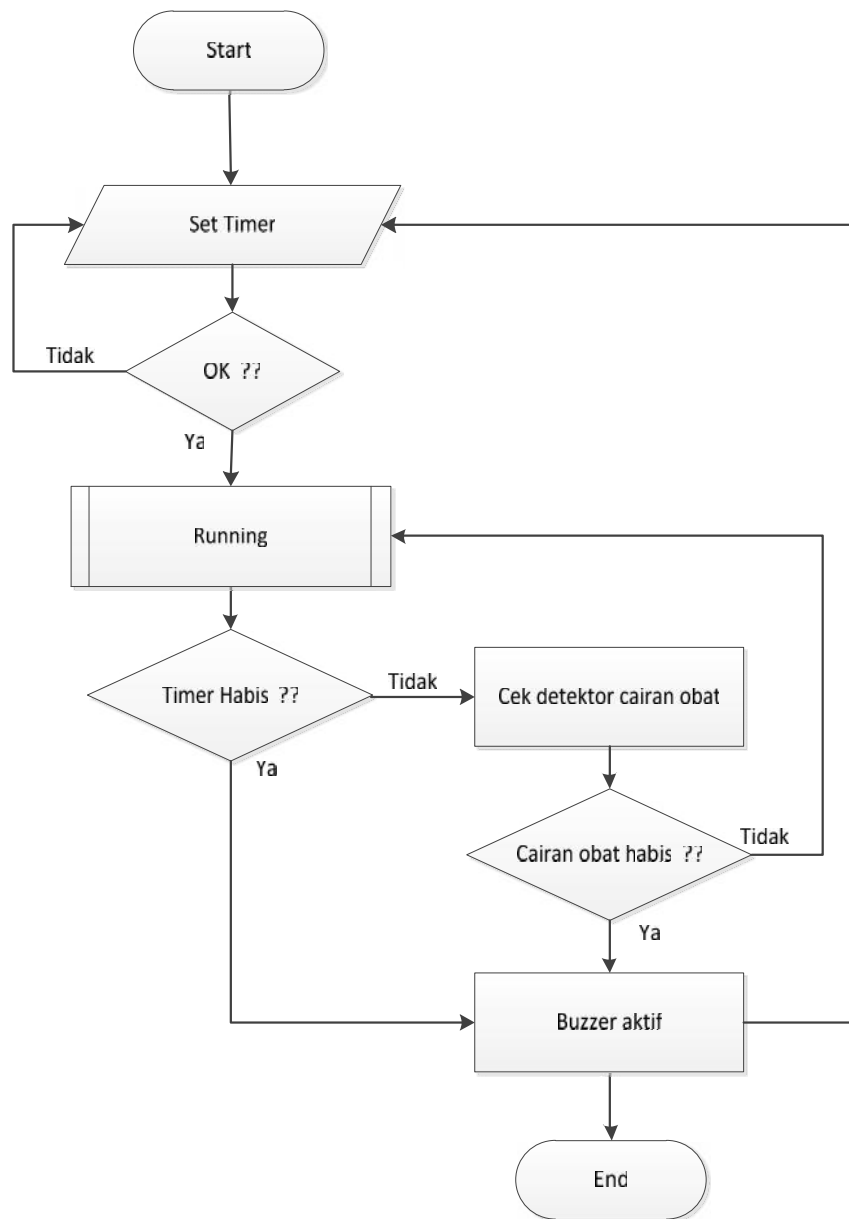 Start
Set Timer
Tidak
OK ??
Ya
Running
Timer Habis ??
Tidak
Cek detektor cairan obat
Ya
Cairan obat habis ??
Tidak
Ya
Buzzer aktif
End